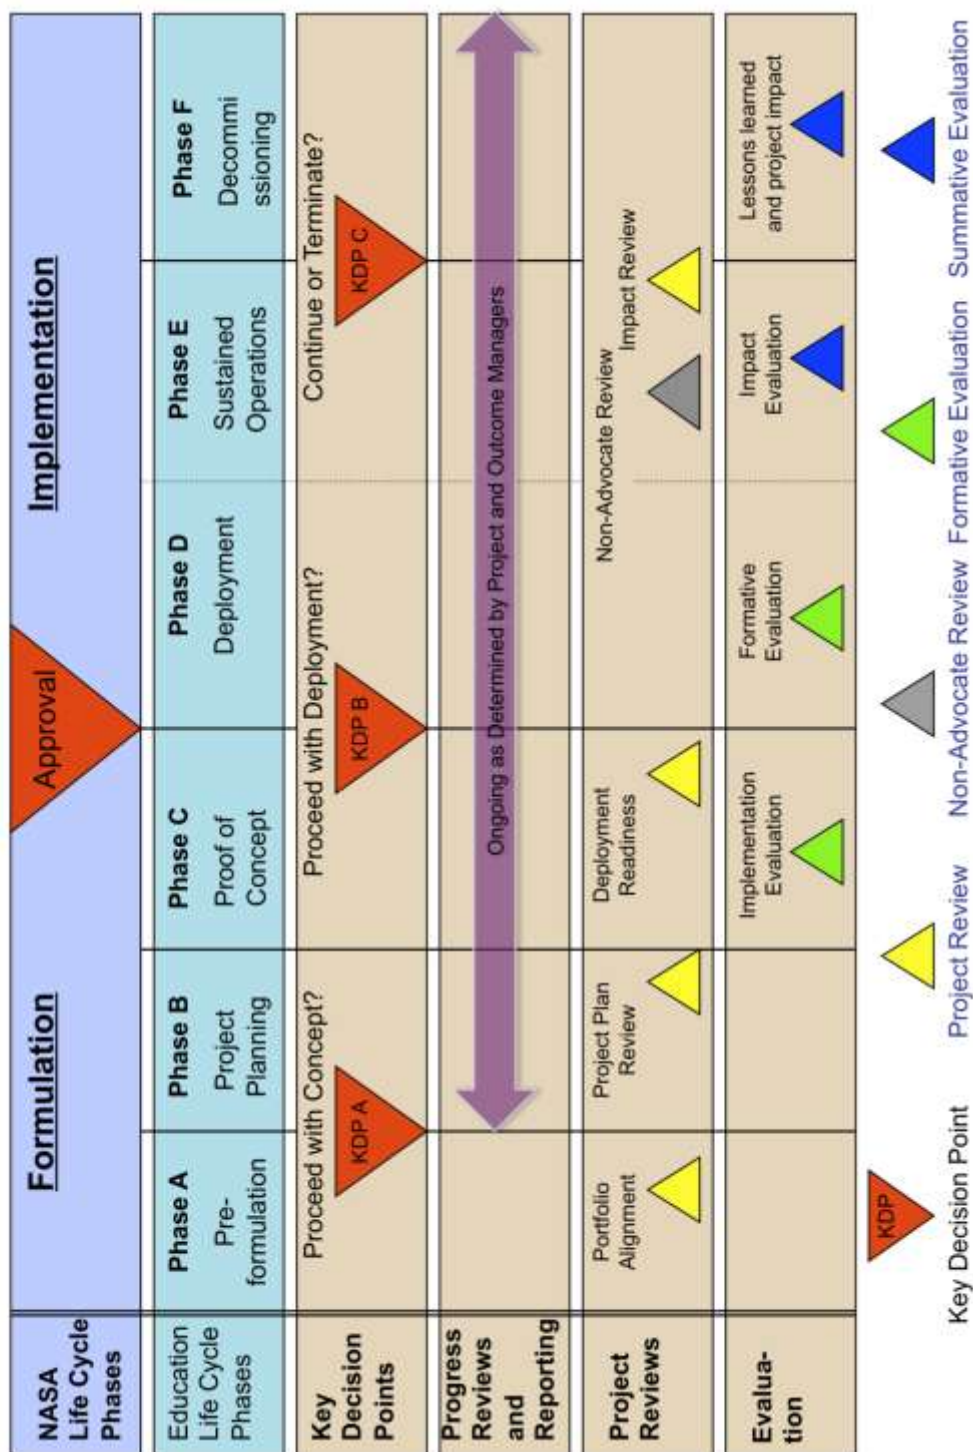 NASA
Life Cycle
Phases
Formulation
Approval
Implementation
Education
Life Cycle
Phases
Phase A
Pre-
formulation
Phase B
Project
Planning
Phase C
Proof of
Concept
Phase D
Deployment
Phase E
Sustained
Operations
Phase F
Decommi
ssioning
Key
Decision
Points
Proceed with Concept?
KDP A
Proceed with Deployment?
KDP B
Continue or Terminate?
KDP C
Progress
Reviews
and
Reporting
Ongoing as Determined by Project and Outcome Managers
Project
Reviews
Portfolio
Alignment
Project Plan
Review
Deployment
Readiness
Non-Advocate Review
Impact Review
Evalua-
tion
Implementation
Evaluation
Formative
Evaluation
Impact
Evaluation
Lessons learned
and project impact
KDP
Key Decision Point
Project Review
Non-Advocate Review
Formative Evaluation
Summative Evaluation